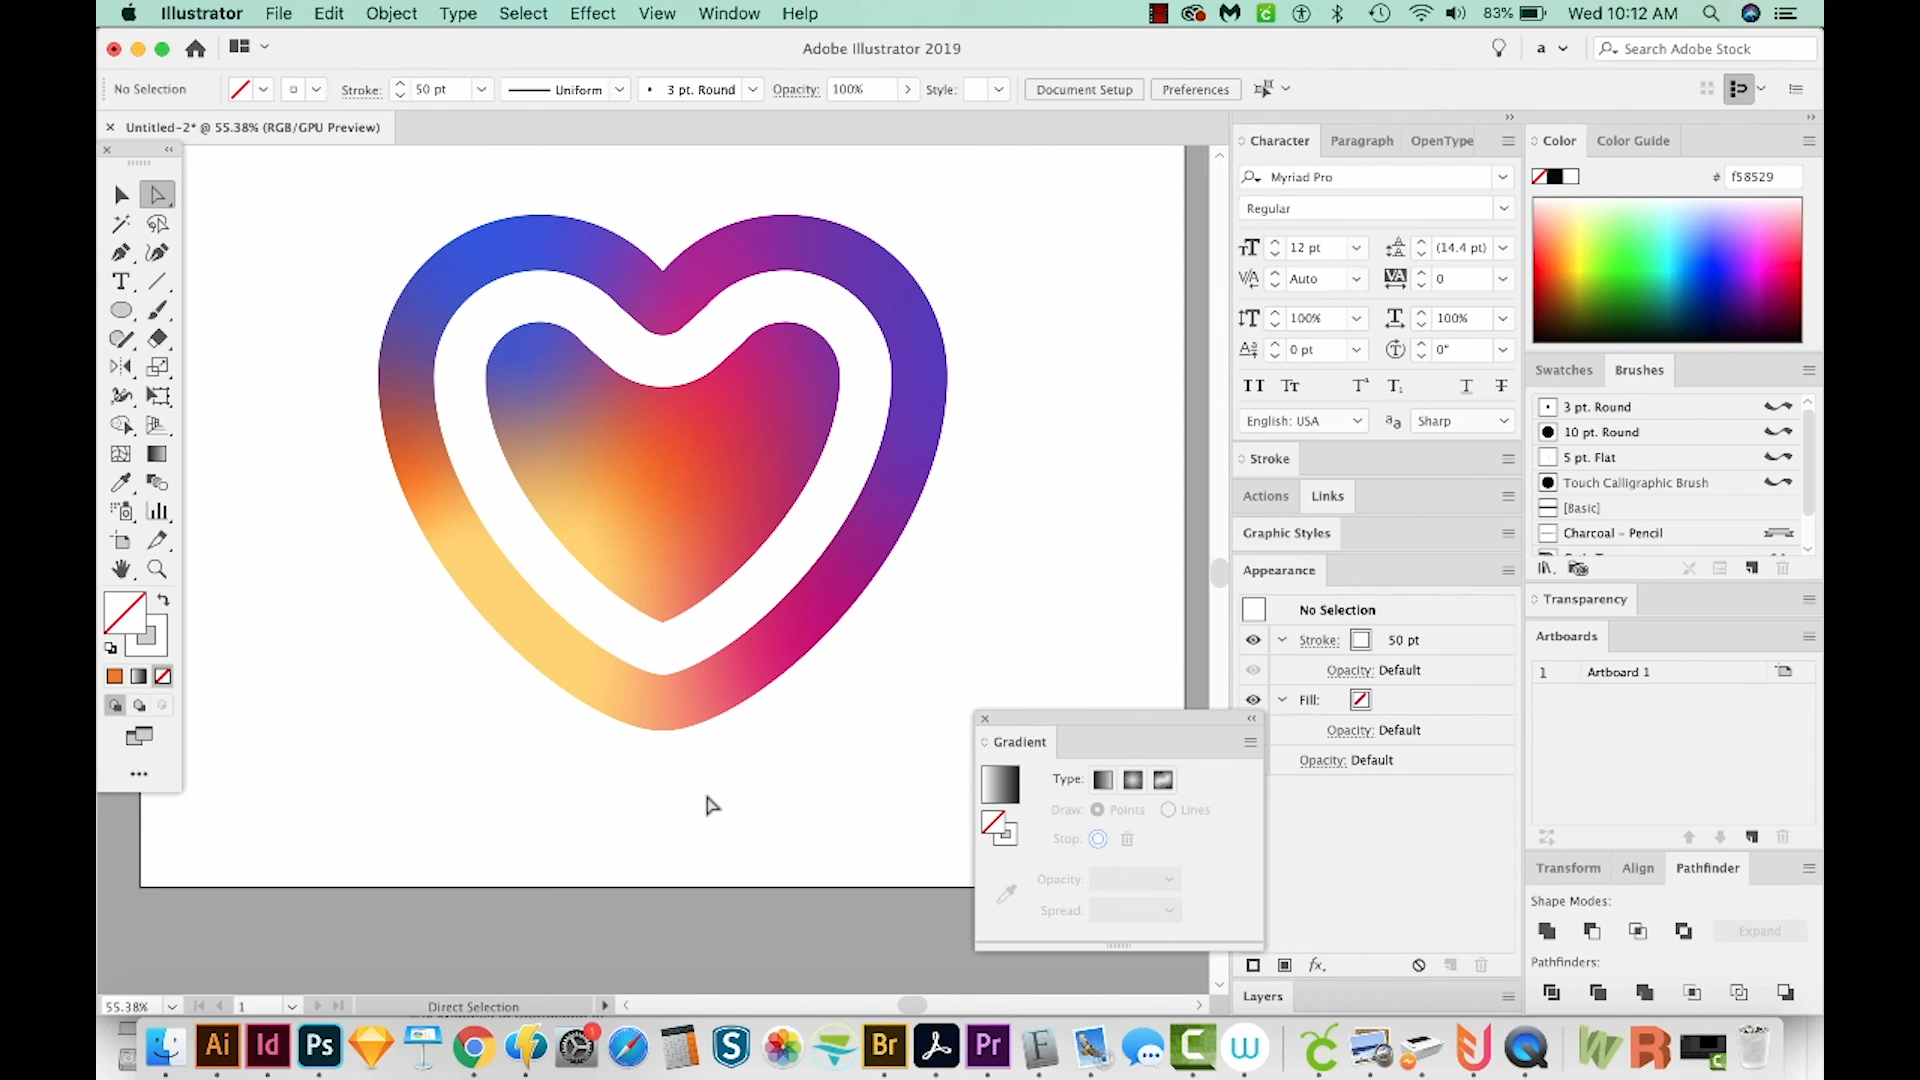 Illustrator File Edit Object Type Select Effect View Window Help 83% Wed 10:12 AM
Adobe Illustrator 2019 a Search Adobe Stock
No Selection Stroke: 50 pt Uniform 3 pt. Round Opacity: 100% Style: Document Setup Preferences
Untitled-2* @ 55.38% (RGB/GPU Preview)
Character Paragraph OpenType
Myriad Pro
Regular
12 pt (14.4 pt)
Auto 0
100% 100%
0 pt 0°
English: USA Sharp
Stroke
Actions Links
Graphic Styles
Appearance
No Selection
Stroke: 50 pt
Opacity: Default
Fill:
Opacity: Default
Opacity: Default
Layers
Color Color Guide
# f58529
Swatches Brushes
3 pt. Round
10 pt. Round
5 pt. Flat
Touch Calligraphic Brush
[Basic]
Charcoal - Pencil
Transparency
Artboards
1 Artboard 1
Transform Align Pathfinder
Shape Modes:
Expand
Pathfinders:
Gradient
Type:
Draw: Points Lines
Stop:
Opacity:
Spread:
55.38% 1 Direct Selection
Ai Id Ps S Br Pr